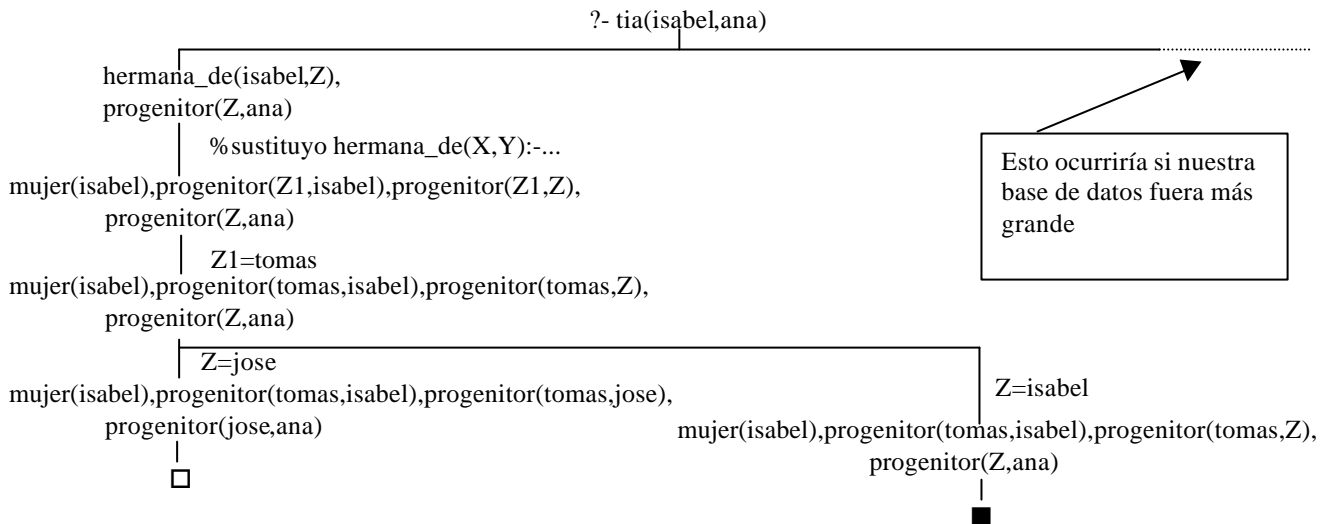 ?- tia(isabel,ana)
hermana_de(isabel,Z),
progenitor(Z,ana)
%sustituyo hermana_de(X,Y):-...
mujer(isabel),progenitor(Z1,isabel),progenitor(Z1,Z),
progenitor(Z,ana)
Z1=tomas
mujer(isabel),progenitor(tomas,isabel),progenitor(tomas,Z),
progenitor(Z,ana)
Z=jose
mujer(isabel),progenitor(tomas,isabel),progenitor(tomas,jose),
progenitor(jose,ana)
Z=isabel
mujer(isabel),progenitor(tomas,isabel),progenitor(tomas,Z),
progenitor(Z,ana)
Esto ocurriría si nuestra
base de datos fuera más
grande